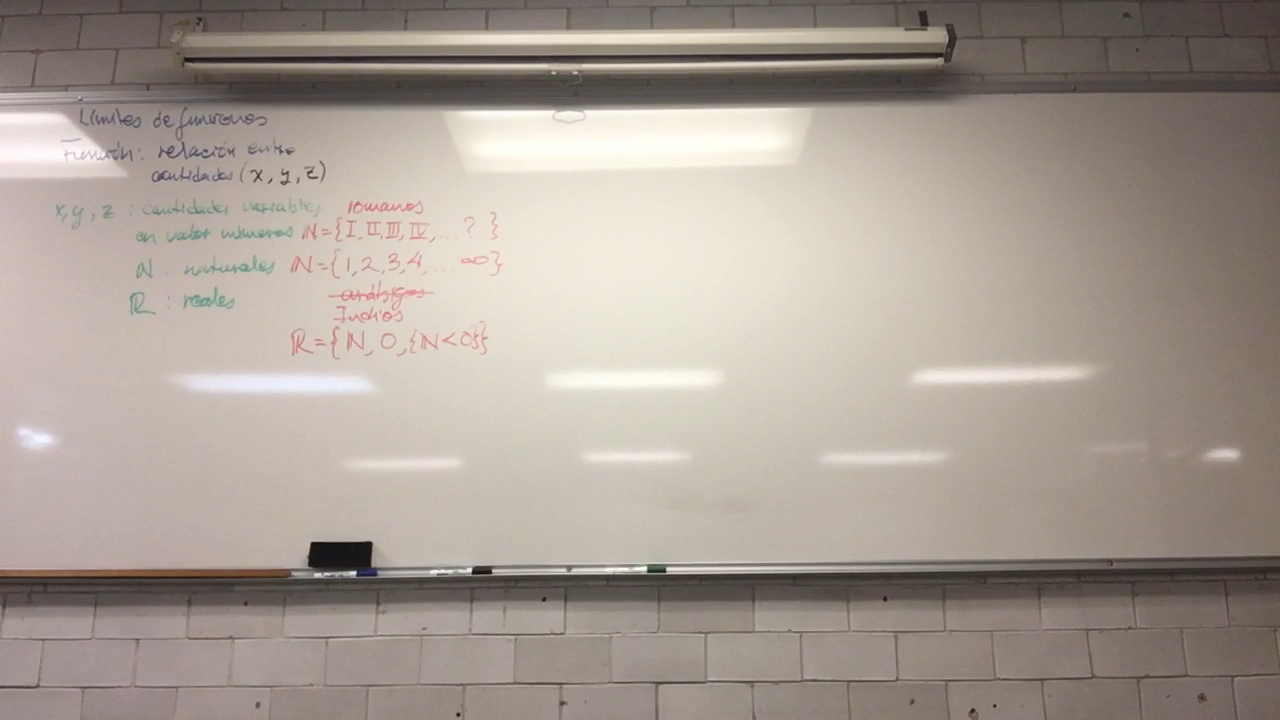 Límites de funciones
Función: relación entre
cantidades (x, y, z)
x, y, z : cantidades variables romanos
en valor números ℕ={I, II, III, IV, ...? }
N : naturales ℕ={1, 2, 3, 4, ... ∞}
ℝ : reales arábigos
Indios
ℝ={ℕ, 0, {ℕ<0}}